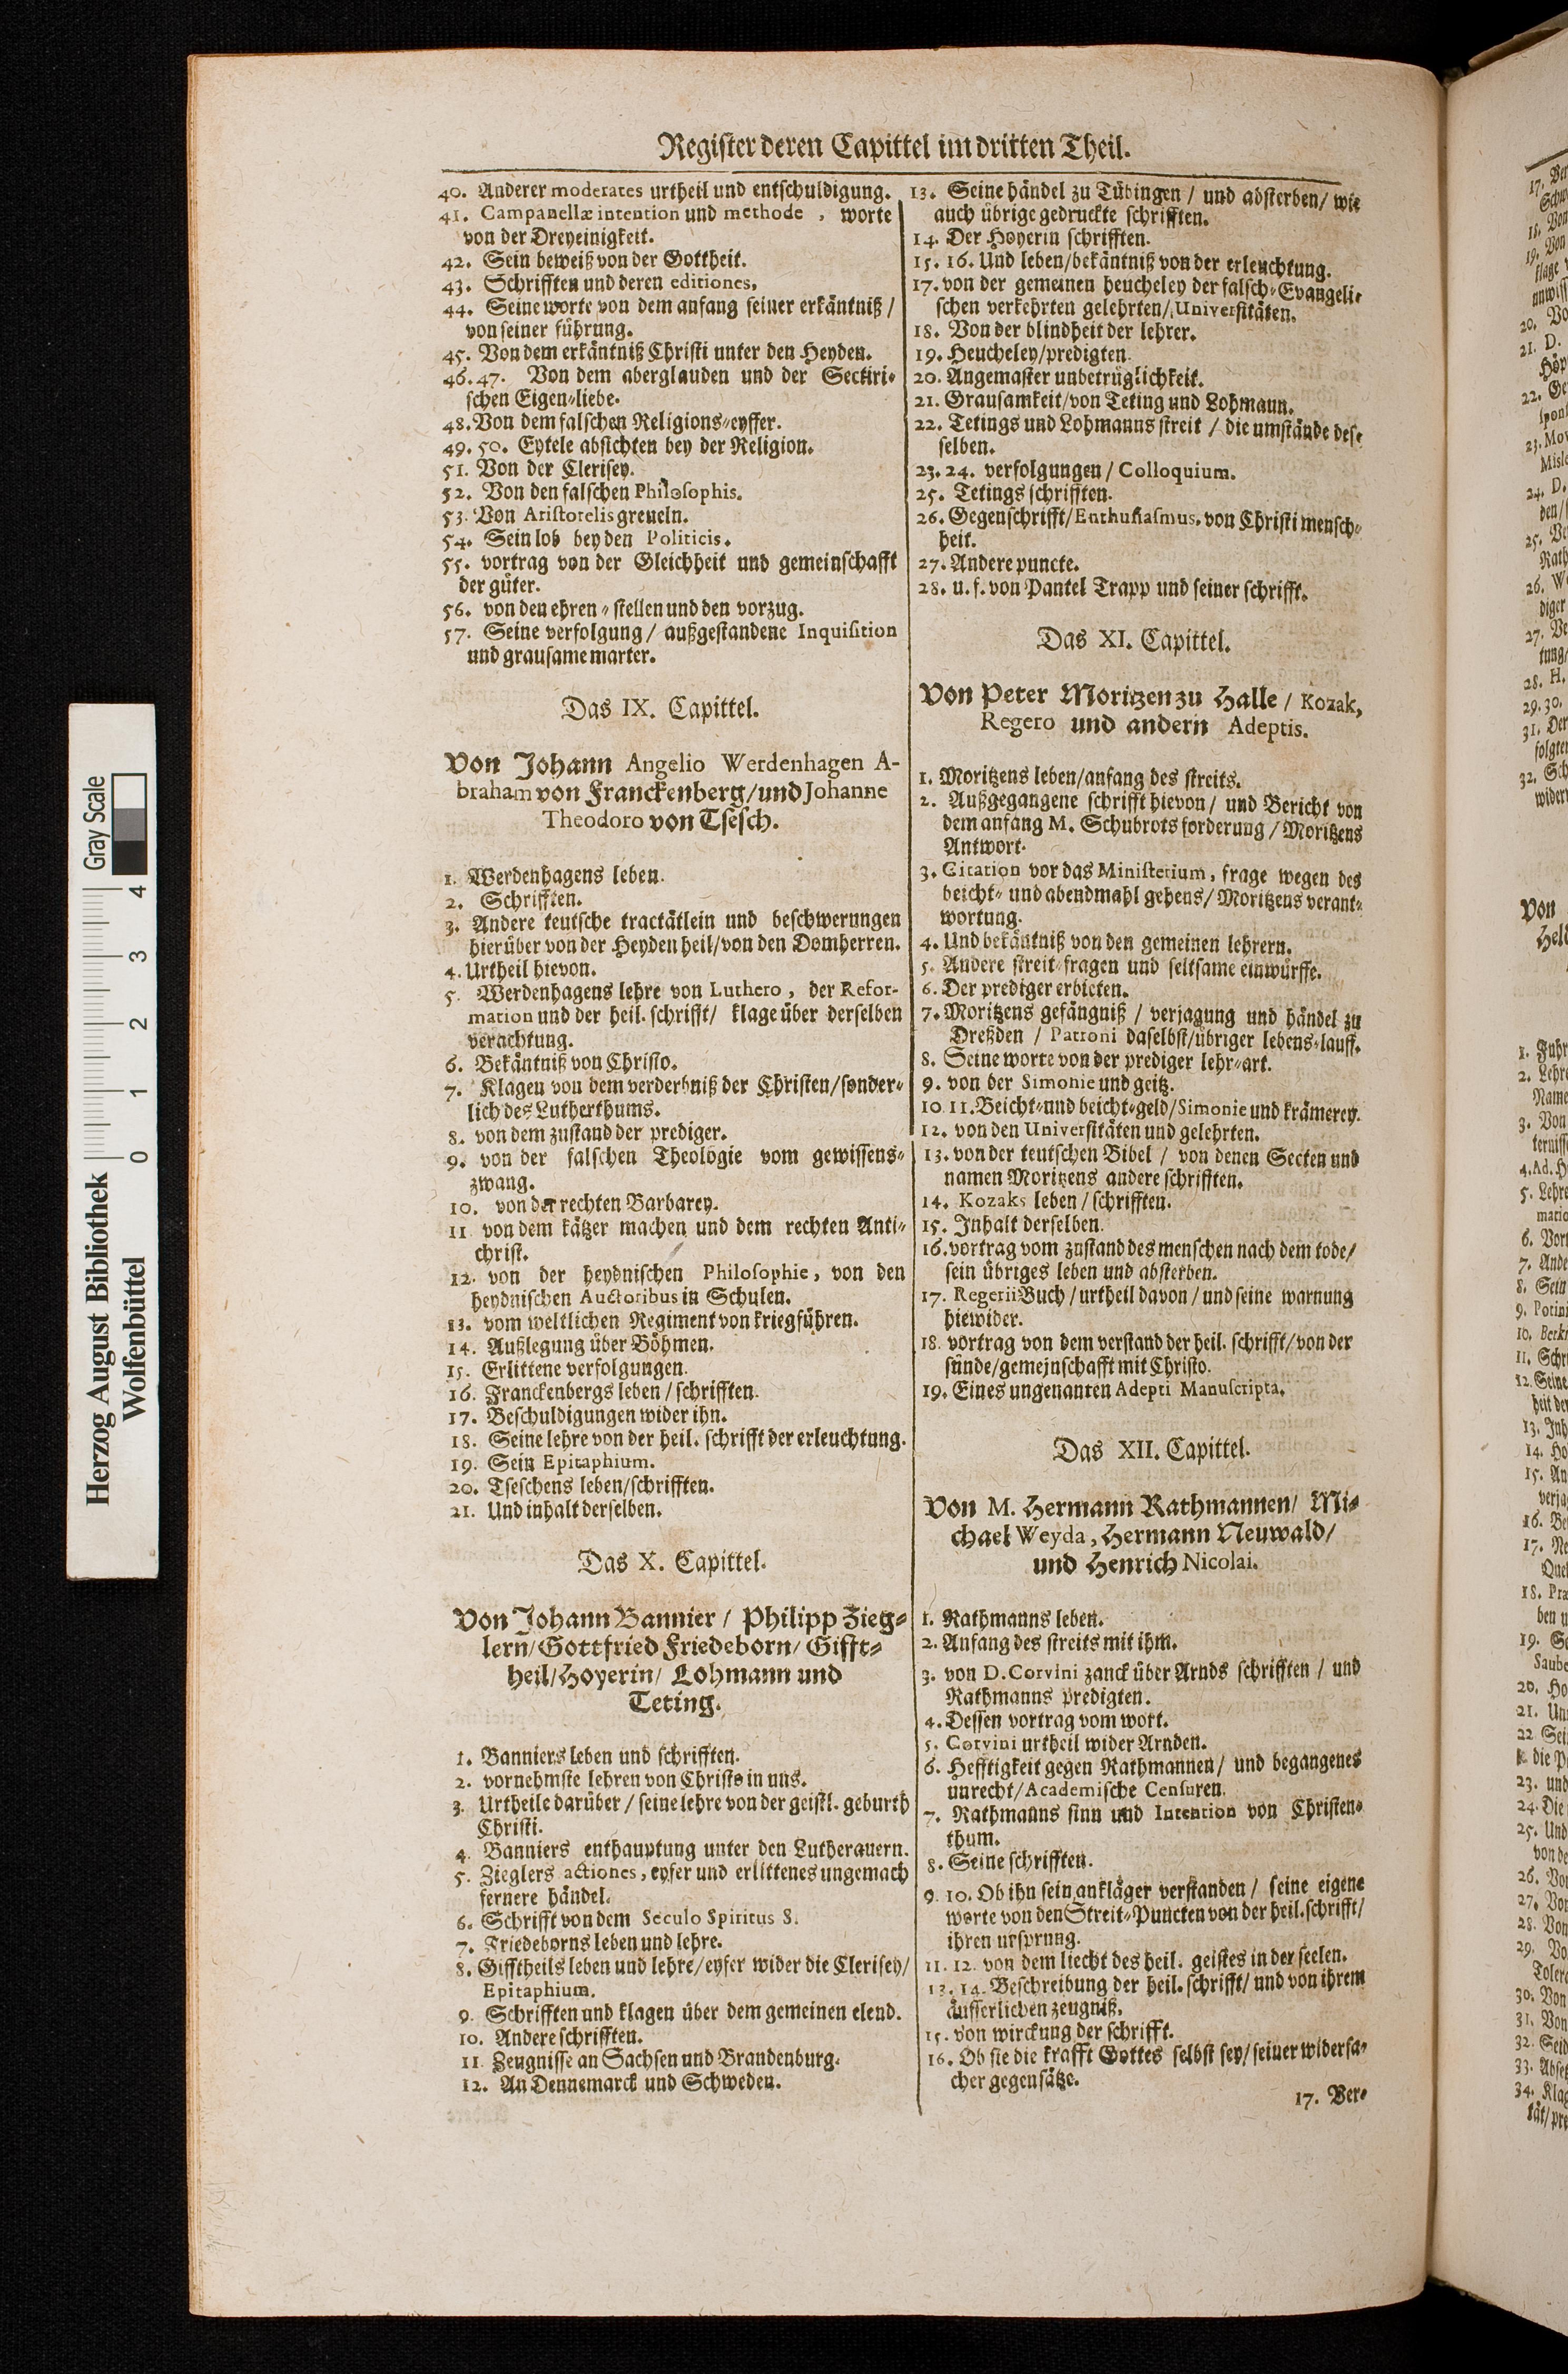 Register deren Capittel im dritten Theil.
40. Anderer moderates urtheil und entschuldigung.
41. Campanellæ intention und methode, worte
von der Dreyeinigkeit.
42. Sein beweiß von der Gottheit.
43. Schrifften und deren editiones.
44. Seine worte von dem anfang seiner erkäntniß /
von seiner führung.
45. Von dem erkäntniß Christi unter den Heyden.
46. 47. Von dem aberglauben und der Sectiri-
schen Eigen-liebe.
48. Von dem falschen Religions-eyffer.
49. 50. Eytele absichten bey der Religion.
51. Von der Clerisey.
52. Von den falschen Philosophis.
53. Von Aristotelis greueln.
54. Sein lob bey den Politicis.
55. vortrag von der Gleichheit und gemeinschafft
der güter.
56. von den ehren-stellen und den vorzug.
57. Seine verfolgung / außgestandene Inquisition
und grausame marter.
Das IX. Capittel.
Von Johann Angelio Werdenhagen A-
braham von Franckenberg/und Johanne
Theodoro von Tsesch.
1. Werdenhagens leben.
2. Schrifften.
3. Andere teutsche tractätlein und beschwerungen
hierüber von der Heyden heil/von den Domherren.
4. Urtheil hievon.
5. Werdenhagens lehre von Luthero, der Refor-
mation und der heil. schrifft/ klage über derselben
verachtung.
6. Bekäntniß von Christo.
7. Klagen von dem verderbniß der Christen/sonder-
lich des Lutherthums.
8. von dem zustand der prediger.
9. von der falschen Theologie vom gewissens-
zwang.
10. von der rechten Barbarey.
11 von dem kätzer machen und dem rechten Anti-
christ.
12. von der heydnischen Philosophie, von den
heydnischen Auctoribus in Schulen.
13. vom weltlichen Regiment von kriegführen.
14. Außlegung über Böhmen.
15. Erlittene verfolgungen.
16. Franckenbergs leben / schrifften.
17. Beschuldigungen wider ihn.
18. Seine lehre von der heil. schrifft der erleuchtung.
19. Sein Epitaphium.
20. Tseschens leben/schrifften.
21. Und inhalt derselben.
Das X. Capittel.
Von Johann Bannier / Philipp Zieg-
lern/Gottfried Friedeborn/ Gifft-
heil/Hoyerin/ Lohmann und
Teting.
1. Banniers leben und schrifften.
2. vornehmste lehren von Christo in uns.
3. Urtheile darüber / seine lehre von der geistl. geburth
Christi.
4. Banniers enthauptung unter den Lutheranern.
5. Zieglers actiones, eyfer und erlittenes ungemach
fernere händel.
6. Schrifft von dem Seculo Spiritus S.
7. Friedeborns leben und lehre.
8. Gifftheils leben und lehre/eyfer wider die Clerisey/
Epitaphium.
9. Schrifften und klagen über dem gemeinen elend.
10. Andere schrifften.
11. Zeugnisse an Sachsen und Brandenburg.
12. An Dennemarck und Schweden.
13. Seine händel zu Tübingen / und absterben/ wie
auch übrige gedruckte schrifften.
14. Der Hoyerin schrifften.
15. 16. Und leben/bekäntniß von der erleuchtung.
17. von der gemeinen heucheley der falsch-Evangeli-
schen verkehrten gelehrten/Universitäten.
18. Von der blindheit der lehrer.
19. Heucheley/predigten.
20. Angemaster unbetrüglichkeit.
21. Grausamkeit/von Teting und Lohmann.
22. Tetings und Lohmanns streit / die umstände des-
selben.
23. 24. verfolgungen / Colloquium.
25. Tetings schrifften.
26. Gegenschrifft/Enthusiasmus, von Christi mensch-
heit.
27. Andere puncte.
28. u. f. von Pantel Trapp und seiner schrifft.
Das XI. Capittel.
Von Peter Moritzen zu Halle / Kozak,
Regero und andern Adeptis.
1. Moritzens leben/anfang des streits.
2. Außgegangene schrifft hievon / und Bericht von
dem anfang M. Schubrots forderung / Moritzens
Antwort.
3. Citation vor das Ministerium, frage wegen des
beicht- und abendmahl gehens/ Moritzens verant-
wortung.
4. Und bekäntniß von den gemeinen lehrern.
5. Andere streit-fragen und seltsame einwürffe.
6. Der prediger erbieten.
7. Moritzens gefängniß / verjagung und händel zu
Dreßden / Patroni daselbst/übriger lebens-lauff.
8. Seine worte von der prediger lehr-art.
9. von der Simonie und geitz.
10 11. Beicht- und beicht-geld/Simonie und krämerey.
12. von den Universitäten und gelehrten.
13. von der teutschen Bibel / von denen Secten und
namen Moritzens andere schrifften.
14. Kozaks leben / schrifften.
15. Inhalt derselben.
16. vortrag vom zustand des menschen nach dem tode/
sein übriges leben und absterben.
17. Regerii Buch / urtheil davon / und seine warnung
hiewider.
18. vortrag von dem verstand der heil. schrifft/von der
sünde/gemeinschafft mit Christo.
19. Eines ungenanten Adepti Manuscripta.
Das XII. Capittel.
Von M. Hermann Rathmannen/ Mi-
chael Weyda, Hermann Neuwald/
und Henrich Nicolai.
1. Rathmanns leben.
2. Anfang des streits mit ihm.
3. von D. Corvini zanck über Arnds schrifften / und
Rathmanns predigten.
4. Dessen vortrag vom wort.
5. Corvini urtheil wider Arnden.
6. Hefftigkeit gegen Rathmannen/ und begangenes
unrecht/Academische Censuren.
7. Rathmanns sinn und Intention von Christen-
thum.
8. Seine schrifften.
9. 10. Ob ihn sein ankläger verstanden / seine eigene
worte von den Streit-Puncten von der heil. schrifft/
ihren ursprung.
11. 12. von dem liecht des heil. geistes in der seelen.
13. 14. Beschreibung der heil. schrifft/ und von ihrem
äusserlichen zeugniß.
15. von wirckung der schrifft.
16. Ob sie die krafft Gottes selbst sey/ seiner widersa-
cher gegensätze.
17. Ver-
Herzog August Bibliothek
Wolfenbüttel
0 1 2 3 4
Gray Scale